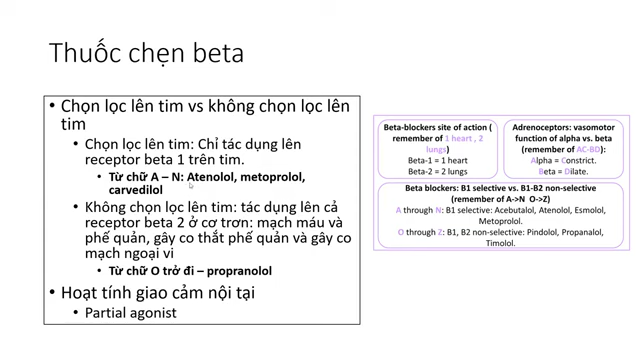 Thuốc chẹn beta
• Chọn lọc lên tim vs không chọn lọc lên
tim
• Chọn lọc lên tim: Chỉ tác dụng lên
receptor beta 1 trên tim.
• Từ chữ A – N: Atenolol, metoprolol,
carvedilol
• Không chọn lọc lên tim: tác dụng lên cả
receptor beta 2 ở cơ trơn: mạch máu và
phế quản, gây co thắt phế quản và gây co
mạch ngoại vi
• Từ chữ O trở đi – propranolol
• Hoạt tính giao cảm nội tại
• Partial agonist
Beta-blockers site of action (
remember of 1 heart , 2
lungs)
Beta-1 = 1 heart
Beta-2 = 2 lungs
Adrenoceptors: vasomotor
function of alpha vs. beta
(remember of AC-BD):
Alpha = Constrict.
Beta = Dilate.
Beta blockers: B1 selective vs. B1-B2 non-selective
(remember of A->N O->Z)
A through N: B1 selective: Acebutalol, Atenolol, Esmolol,
Metoprolol.
O through Z: B1, B2 non-selective: Pindolol, Propanalol,
Timolol.